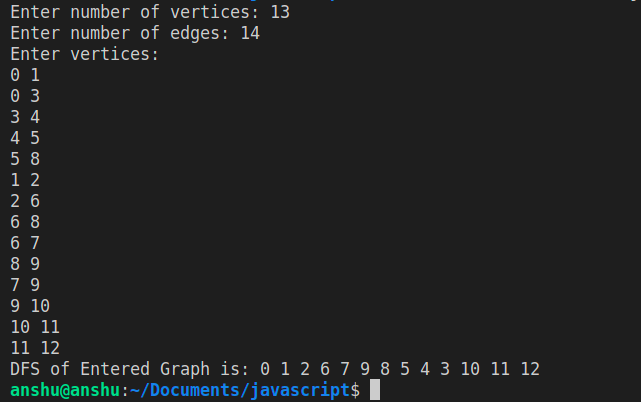 Enter number of vertices: 13
Enter number of edges: 14
Enter vertices:
0 1
0 3
3 4
4 5
5 8
1 2
2 6
6 8
6 7
8 9
7 9
9 10
10 11
11 12
DFS of Entered Graph is: 0 1 2 6 7 9 8 5 4 3 10 11 12
anshu@anshu:~/Documents/javascript$